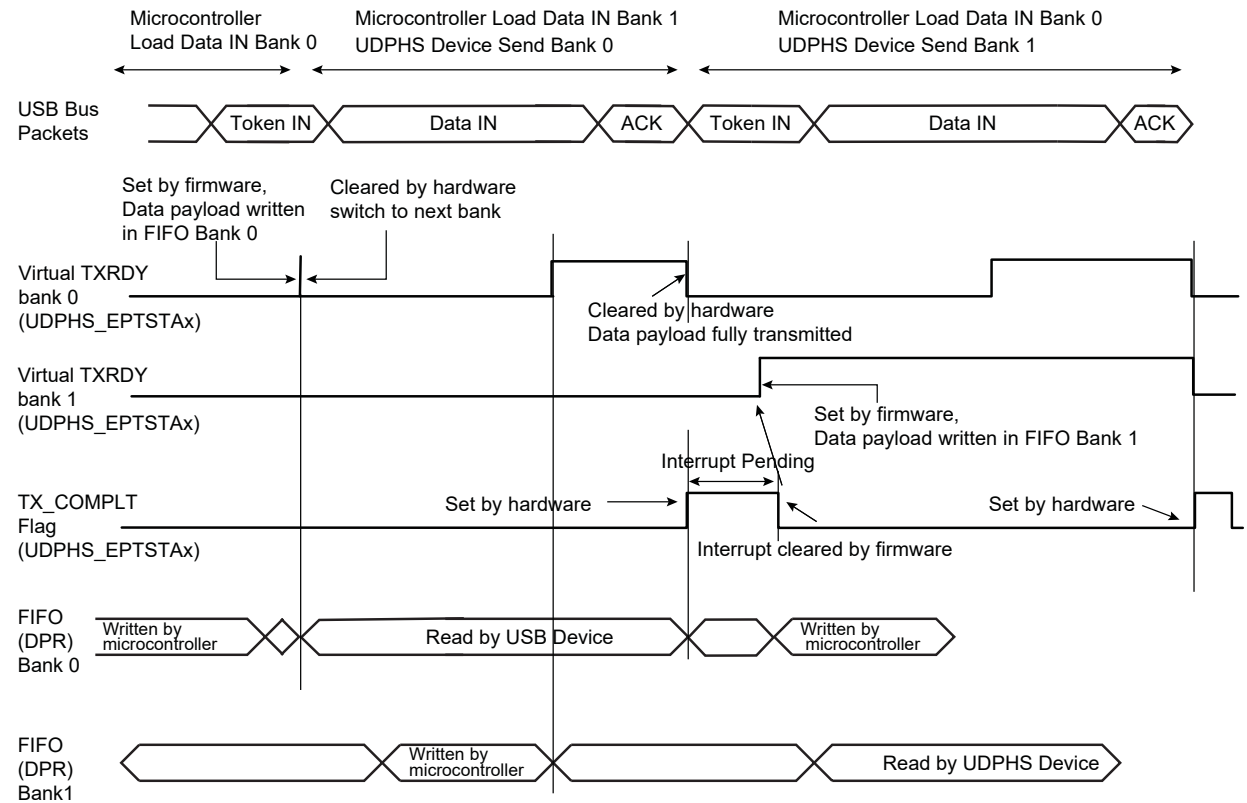 Microcontroller
Load Data IN Bank 0
Microcontroller Load Data IN Bank 1
UDPHS Device Send Bank 0
Microcontroller Load Data IN Bank 0
UDPHS Device Send Bank 1
USB Bus
Packets
Token IN
Data IN
ACK
Token IN
Data IN
ACK
Set by firmware,
Data payload written
in FIFO Bank 0
Cleared by hardware
switch to next bank
Virtual TXRDY
bank 0
(UDPHS_EPTSTAx)
Cleared by hardware
Data payload fully transmitted
Virtual TXRDY
bank 1
(UDPHS_EPTSTAx)
Set by firmware,
Data payload written in FIFO Bank 1
Interrupt Pending
TX_COMPLT
Flag
(UDPHS_EPTSTAx)
Set by hardware
Set by hardware
Interrupt cleared by firmware
FIFO
(DPR)
Bank 0
Written by
microcontroller
Read by USB Device
Written by
microcontroller
FIFO
(DPR)
Bank1
Written by
microcontroller
Read by UDPHS Device